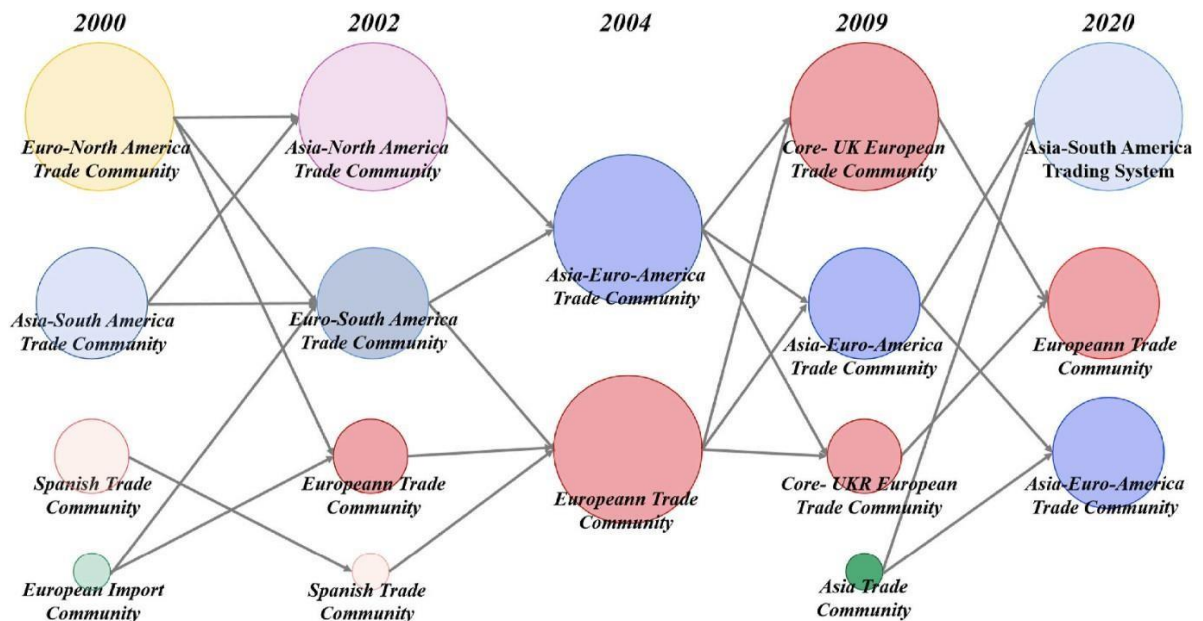 2000
2002
2004
2009
2020
Euro-North America
Trade Community
Asia-North America
Trade Community
Core- UK European
Trade Community
Asia-South America
Trading System
Asia-Euro-America
Trade Community
Asia-South America
Trade Community
Euro-South America
Trade Community
Asia-Euro-America
Trade Community
Europeann Trade
Community
Spanish Trade
Community
Europeann Trade
Community
Europeann Trade
Community
Core- UKR European
Trade Community
Asia-Euro-America
Trade Community
European Import
Community
Spanish Trade
Community
Asia Trade
Community